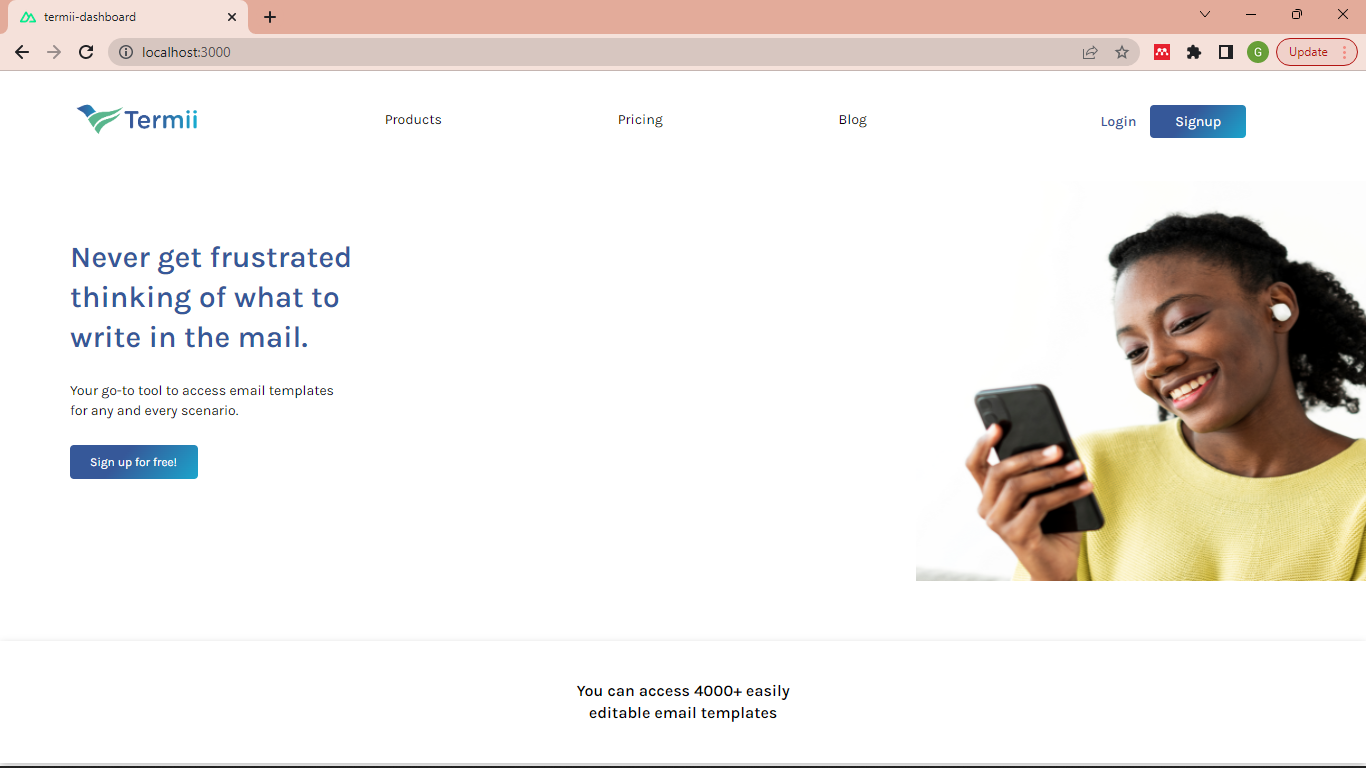 termii-dashboard
localhost:3000
G
Update
Termii
Products
Pricing
Blog
Login
Signup
Never get frustrated
thinking of what to
write in the mail.
Your go-to tool to access email templates
for any and every scenario.
Sign up for free!
You can access 4000+ easily
editable email templates